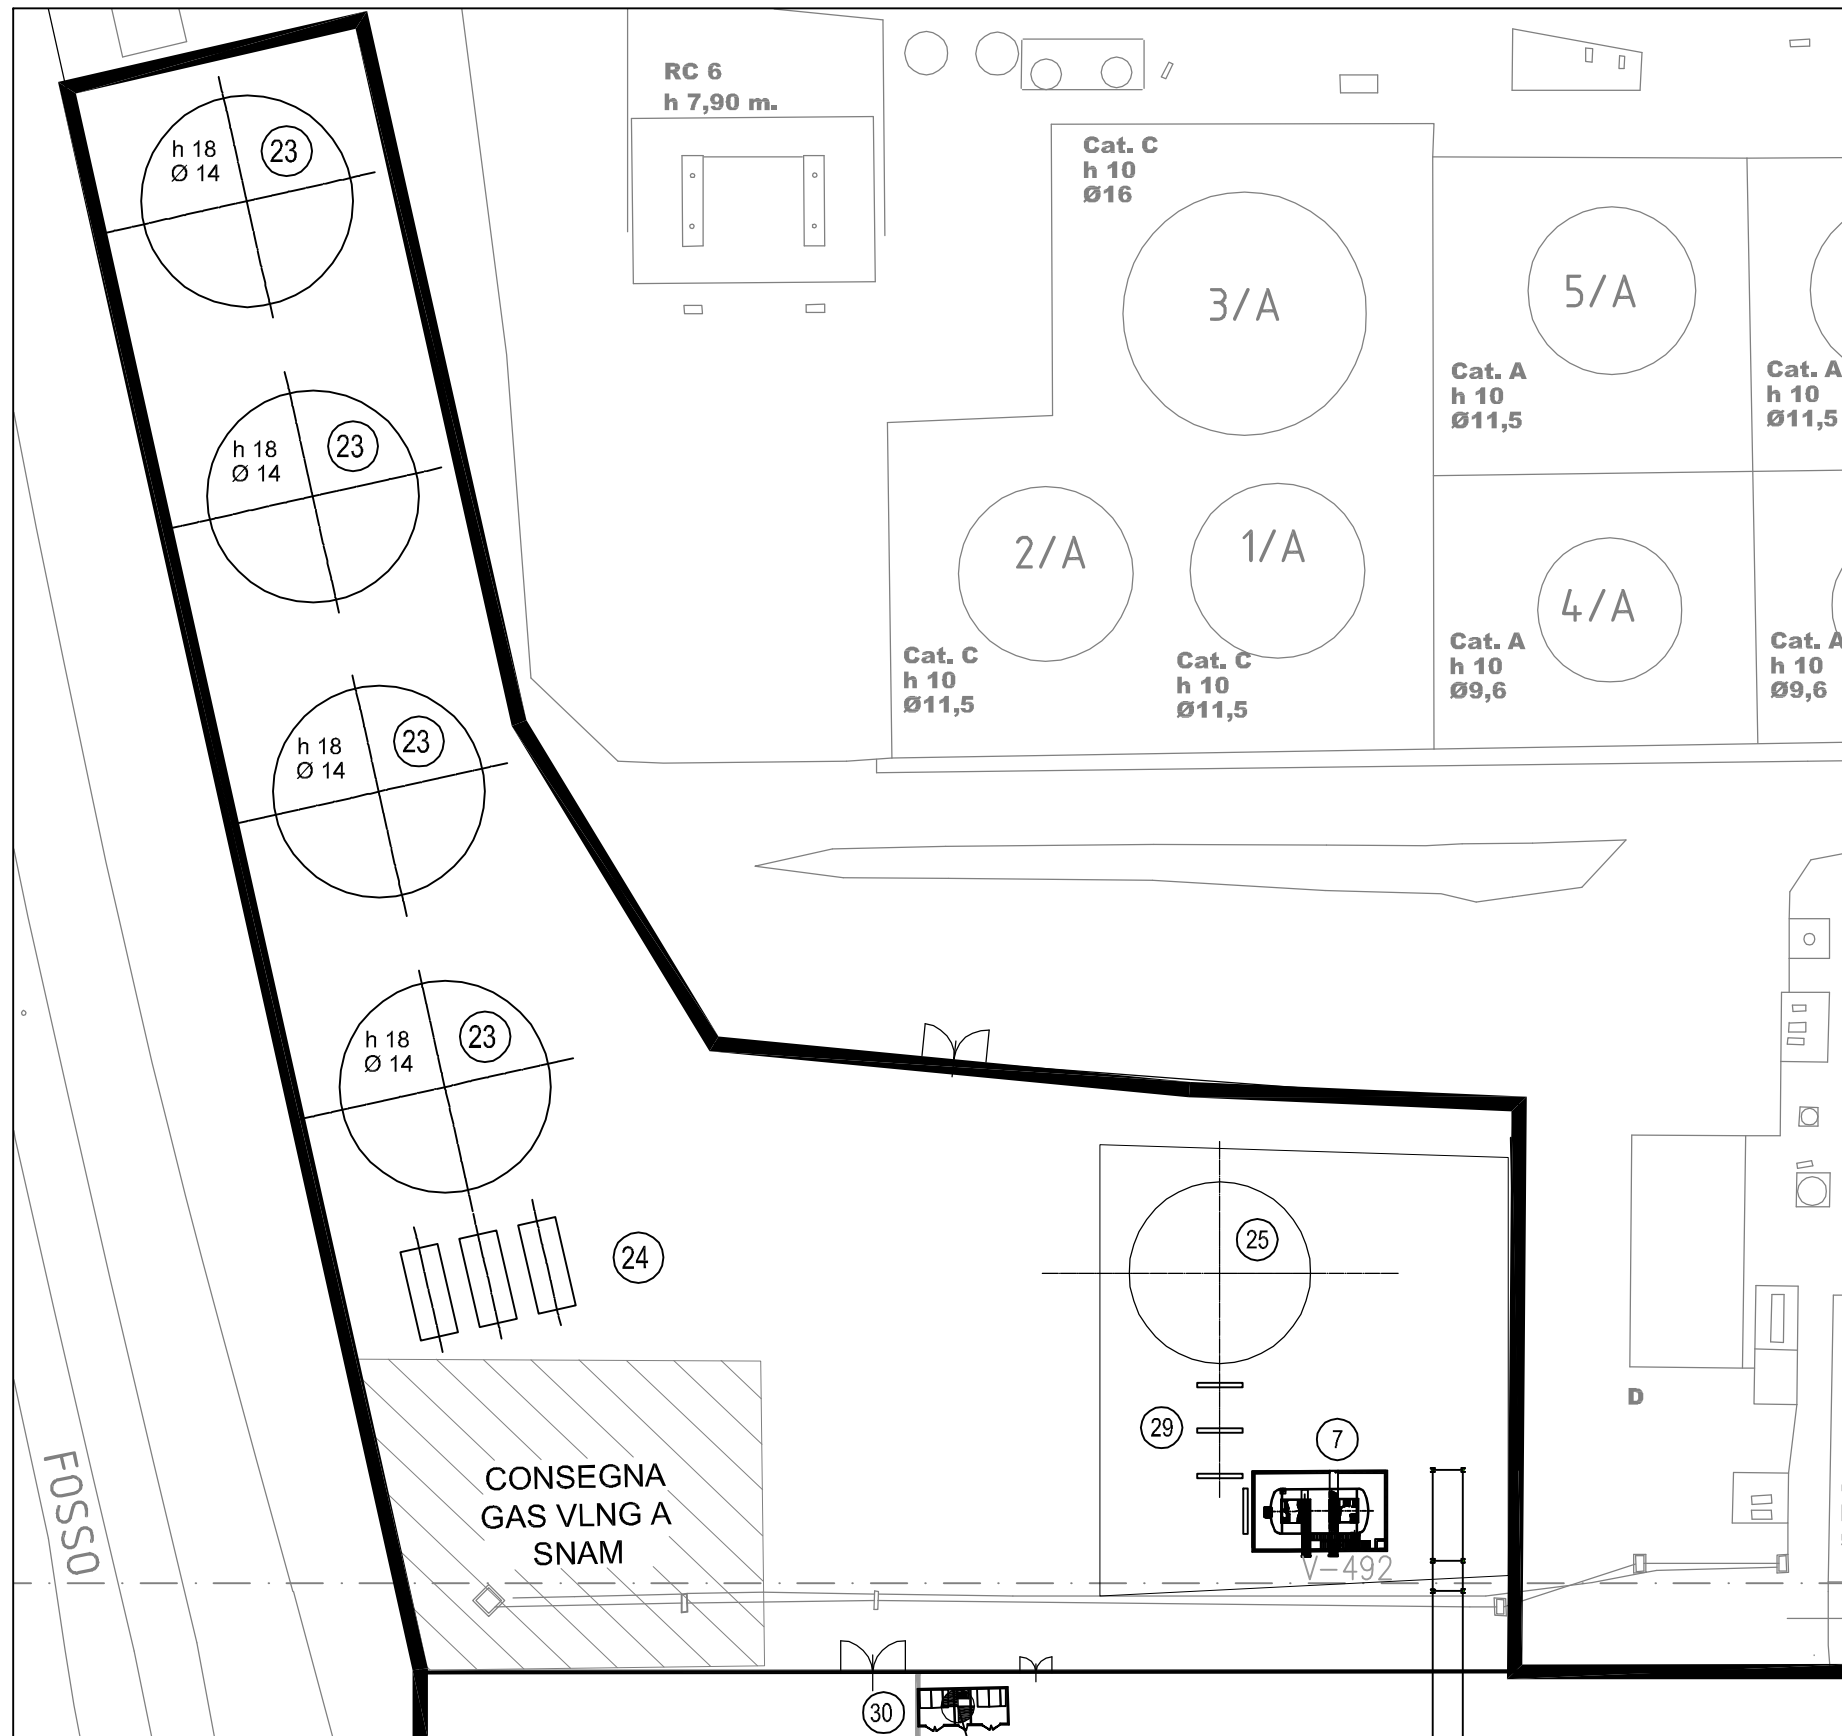 RC 6
h 7,90 m.
h 18
Ø 14
23
Cat. C
h 10
Ø16
3/A
5/A
Cat. A
h 10
Ø11,5
Cat. A
h 10
Ø11,5
h 18
Ø 14
23
2/A
1/A
4/A
Cat. C
h 10
Ø11,5
Cat. C
h 10
Ø11,5
Cat. A
h 10
Ø9,6
Cat. A
h 10
Ø9,6
h 18
Ø 14
23
h 18
Ø 14
23
24
25
29
7
D
CONSEGNA
GAS VLNG A
SNAM
FOSSO
V-492
30